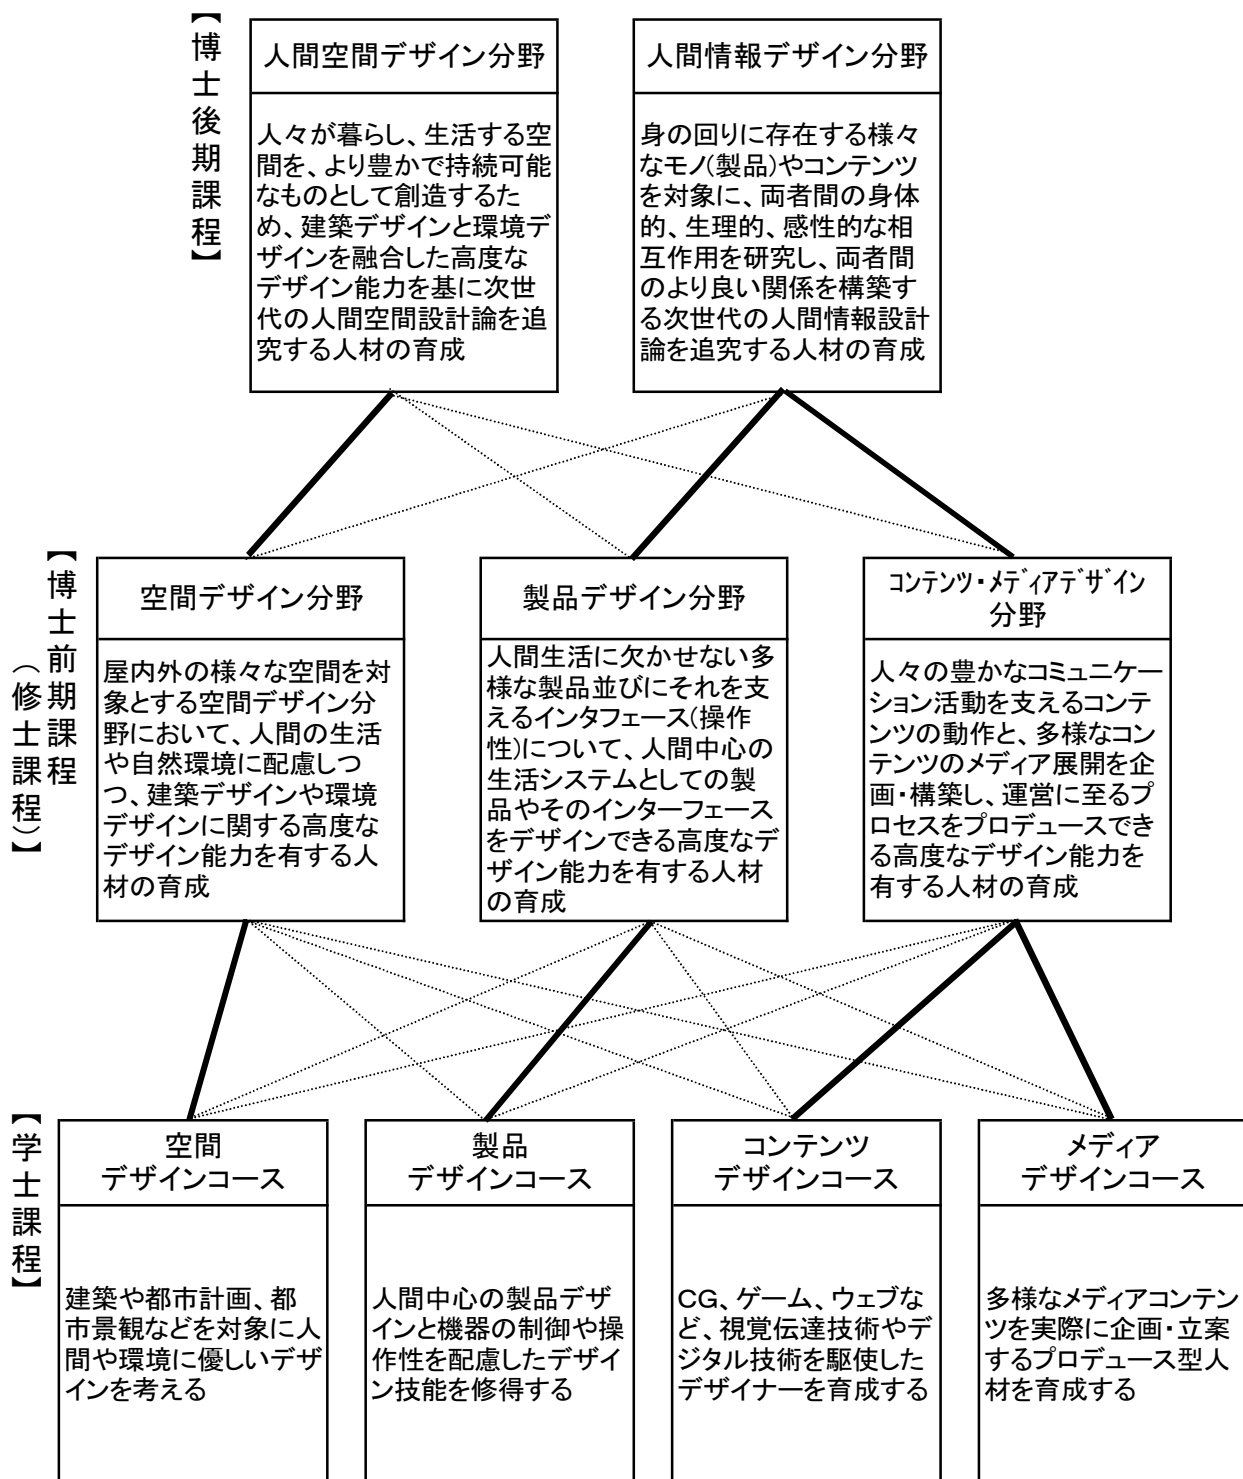 【博士後期課程】
人間空間デザイン分野
人々が暮らし、生活する空
間を、より豊かで持続可能
なものとして創造するた
め、建築デザインと環境デ
ザインを融合した高度な
デザイン能力を基に次世
代の人間空間設計論を追
究する人材の育成
人間情報デザイン分野
身の回りに存在する様々
なモノ(製品)やコンテンツ
を対象に、両者間の身体
的、生理的、感性的な相
互作用を研究し、両者間
のより良い関係を構築す
る次世代の人間情報設計
論を追究する人材の育成
【博士前期課程
（修士課程）】
空間デザイン分野
屋内外の様々な空間を対
象とする空間デザイン分
野において、人間の生活
や自然環境に配慮しつ
つ、建築デザインや環境
デザインに関する高度な
デザイン能力を有する人
材の育成
製品デザイン分野
人間生活に欠かせない多
様な製品並びにそれを支
えるインタフェース(操作
性)について、人間中心の
生活システムとしての製
品やそのインターフェース
をデザインできる高度なデ
ザイン能力を有する人材
の育成
ｺﾝﾃﾝﾂ・ﾒﾃﾞｨｱﾃﾞｻﾞｲﾝ
分野
人々の豊かなコミュニケー
ション活動を支えるコンテ
ンツの動作と、多様なコン
テンツのメディア展開を企
画・構築し、運営に至るプ
ロセスをプロデュースでき
る高度なデザイン能力を
有する人材の育成
【学士課程】
空間
デザインコース
建築や都市計画、都
市景観などを対象に人
間や環境に優しいデザ
インを考える
製品
デザインコース
人間中心の製品デザ
インと機器の制御や操
作性を配慮したデザイ
ン技能を修得する
コンテンツ
デザインコース
ＣＧ、ゲーム、ウェブな
ど、視覚伝達技術やデ
ジタル技術を駆使した
デザイナーを育成する
メディア
デザインコース
多様なメディアコンテン
ツを実際に企画・立案
するプロデュース型人
材を育成する